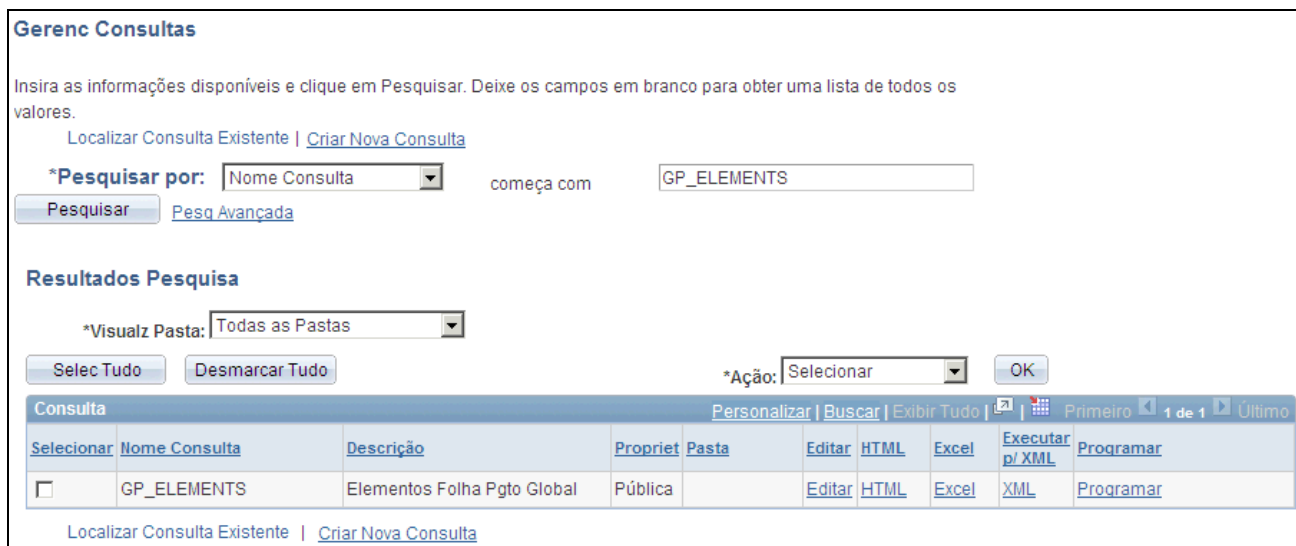 Gerenc Consultas
Insira as informações disponíveis e clique em Pesquisar. Deixe os campos em branco para obter uma lista de todos os
valores.
Localizar Consulta Existente | Criar Nova Consulta
*Pesquisar por: Nome Consulta começa com GP_ELEMENTS
Pesquisar Pesq Avançada
Resultados Pesquisa
*Visualz Pasta: Todas as Pastas
Selec Tudo Desmarcar Tudo *Ação: Selecionar OK
Consulta Personalizar | Buscar | Exibir Tudo | | Primeiro 1 de 1 Último
Selecionar Nome Consulta Descrição Propriet Pasta Editar HTML Excel Executar p/ XML Programar
GP_ELEMENTS Elementos Folha Pgto Global Pública Editar HTML Excel XML Programar
Localizar Consulta Existente | Criar Nova Consulta